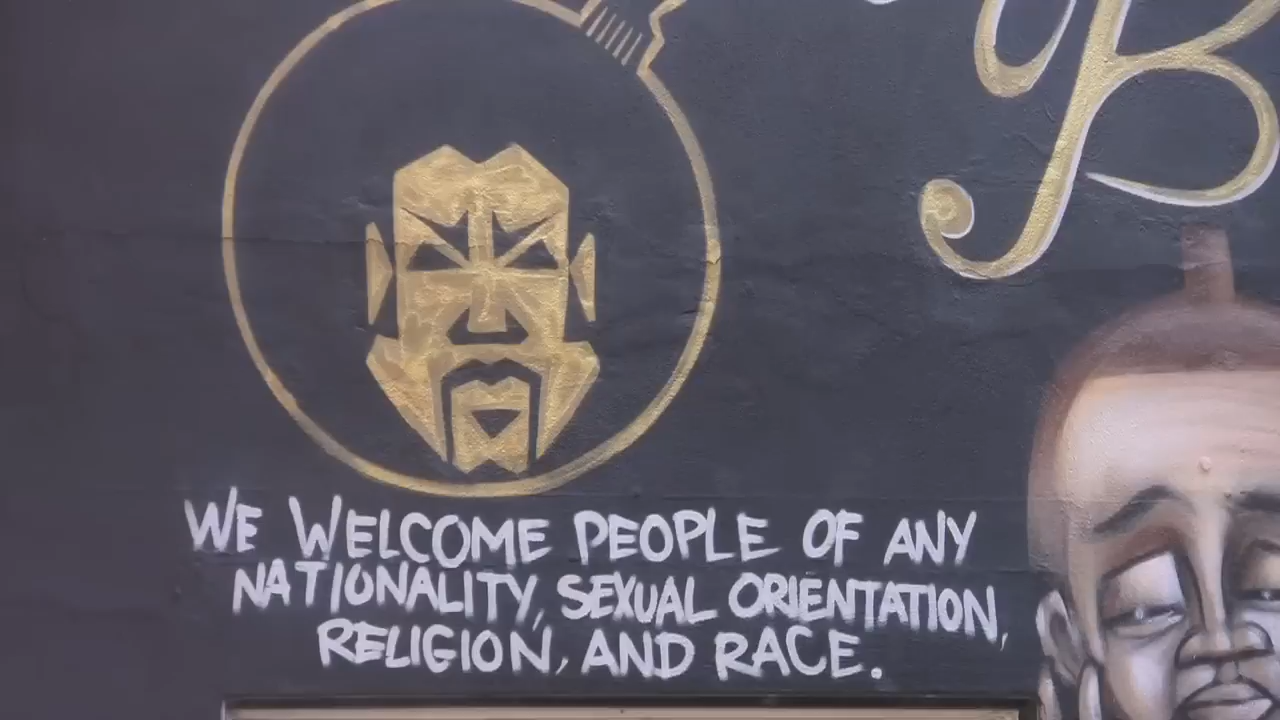 B
WE WELCOME PEOPLE OF ANY
NATIONALITY, SEXUAL ORIENTATION,
RELIGION, AND RACE.